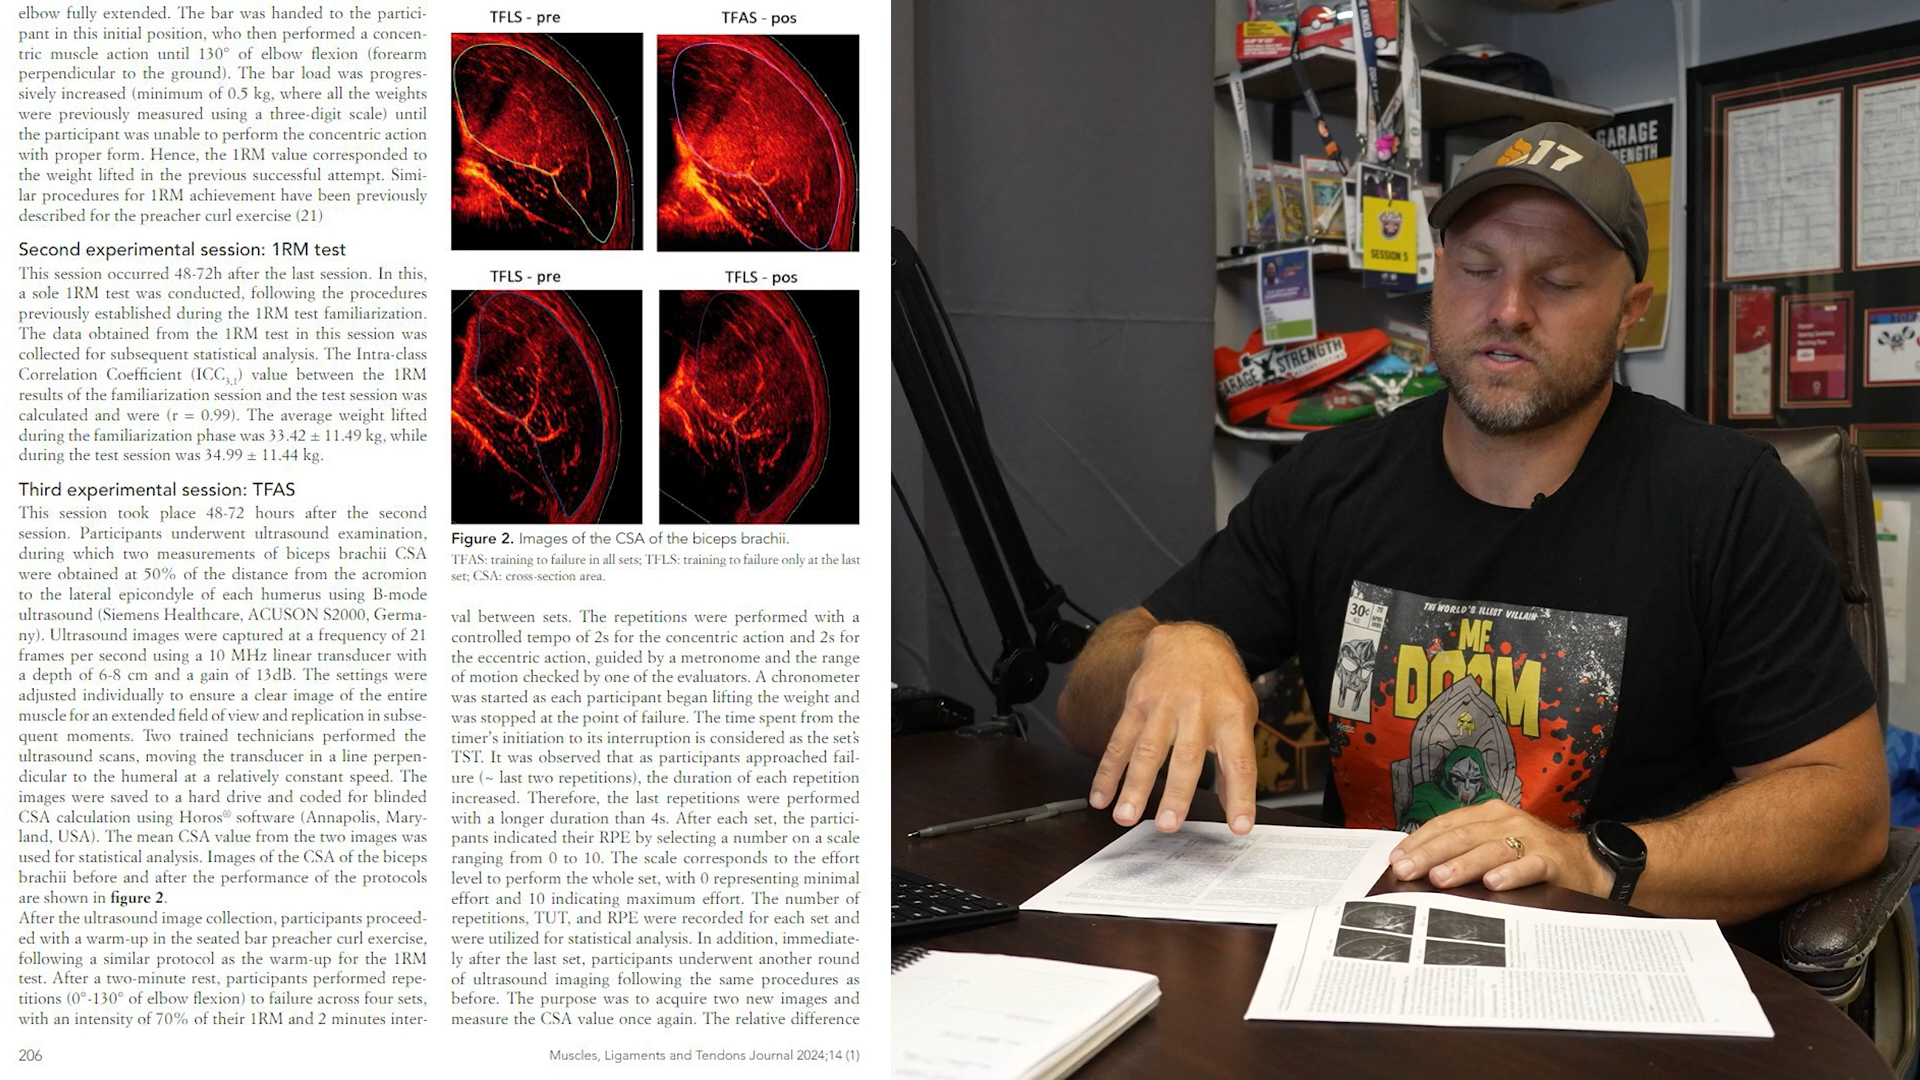 elbow fully extended. The bar was handed to the partici-
pant in this initial position, who then performed a concen-
tric muscle action until 130° of elbow flexion (forearm
perpendicular to the ground). The bar load was progres-
sively increased (minimum of 0.5 kg, where all the weights
were previously measured using a three-digit scale) until
the participant was unable to perform the concentric action
with proper form. Hence, the 1RM value corresponded to
the weight lifted in the previous successful attempt. Simi-
lar procedures for 1RM achievement have been previously
described for the preacher curl exercise (21)
Second experimental session: 1RM test
This session occurred 48-72h after the last session. In this,
a sole 1RM test was conducted, following the procedures
previously established during the 1RM test familiarization.
The data obtained from the 1RM test in this session was
collected for subsequent statistical analysis. The Intra-class
Correlation Coefficient (ICC3,1) value between the 1RM
results of the familiarization session and the test session was
calculated and were (r = 0.99). The average weight lifted
during the familiarization phase was 33.42 ± 11.49 kg, while
during the test session was 34.99 ± 11.44 kg.
Third experimental session: TFAS
This session took place 48-72 hours after the second
session. Participants underwent ultrasound examination,
during which two measurements of biceps brachii CSA
were obtained at 50% of the distance from the acromion
to the lateral epicondyle of each humerus using B-mode
ultrasound (Siemens Healthcare, ACUSON S2000, Germa-
ny). Ultrasound images were captured at a frequency of 21
frames per second using a 10 MHz linear transducer with
a depth of 6-8 cm and a gain of 13dB. The settings were
adjusted individually to ensure a clear image of the entire
muscle for an extended field of view and replication in subse-
quent moments. Two trained technicians performed the
ultrasound scans, moving the transducer in a line perpen-
dicular to the humeral at a relatively constant speed. The
images were saved to a hard drive and coded for blinded
CSA calculation using Horos® software (Annapolis, Mary-
land, USA). The mean CSA value from the two images was
used for statistical analysis. Images of the CSA of the biceps
brachii before and after the performance of the protocols
are shown in figure 2.
After the ultrasound image collection, participants proceed-
ed with a warm-up in the seated bar preacher curl exercise,
following a similar protocol as the warm-up for the 1RM
test. After a two-minute rest, participants performed repe-
titions (0°-130° of elbow flexion) to failure across four sets,
with an intensity of 70% of their 1RM and 2 minutes inter-
206
TFLS - pre
TFAS - pos
TFLS - pre
TFLS - pos
Figure 2. Images of the CSA of the biceps brachii.
TFAS: training to failure in all sets; TFLS: training to failure only at the last
set; CSA: cross-section area.
val between sets. The repetitions were performed with a
controlled tempo of 2s for the concentric action and 2s for
the eccentric action, guided by a metronome and the range
of motion checked by one of the evaluators. A chronometer
was started as each participant began lifting the weight and
was stopped at the point of failure. The time spent from the
timer's initiation to its interruption is considered as the set's
TST. It was observed that as participants approached fail-
ure (~ last two repetitions), the duration of each repetition
increased. Therefore, the last repetitions were performed
with a longer duration than 4s. After each set, the partici-
pants indicated their RPE by selecting a number on a scale
ranging from 0 to 10. The scale corresponds to the effort
level to perform the whole set, with 0 representing minimal
effort and 10 indicating maximum effort. The number of
repetitions, TUT, and RPE were recorded for each set and
were utilized for statistical analysis. In addition, immediate-
ly after the last set, participants underwent another round
of ultrasound imaging following the same procedures as
before. The purpose was to acquire two new images and
measure the CSA value once again. The relative difference
Muscles, Ligaments and Tendons Journal 2024;14 (1)
GARAGE
17
SESSION 5
GARAGE STRENGTH
30¢
THE WORLD'S ILLEST VILLAIN
MF
DOOM